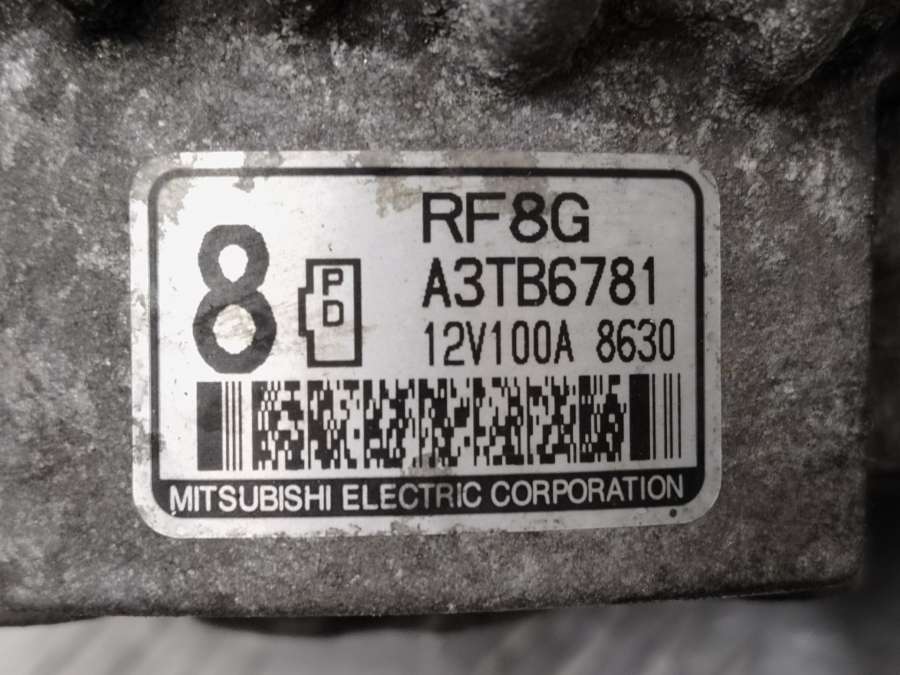 RF8G
8
P
D
A3TB6781
12V100A 8630
MITSUBISHI ELECTRIC CORPORATION